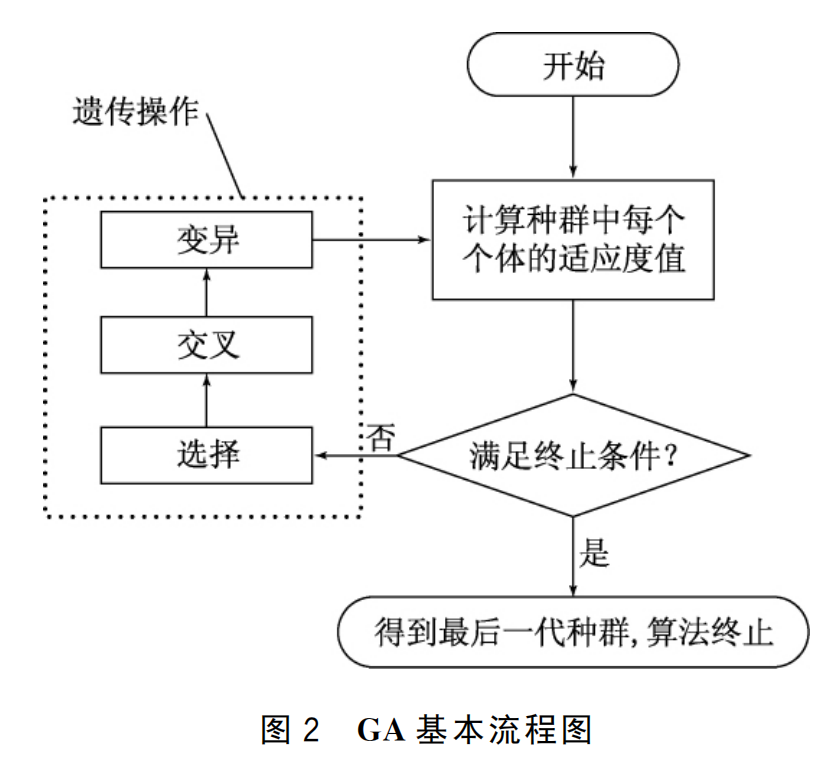 开始
遗传操作
变异
计算种群中每个
个体的适应度值
交叉
选择
否
满足终止条件?
是
得到最后一代种群,算法终止
图 2 GA 基本流程图